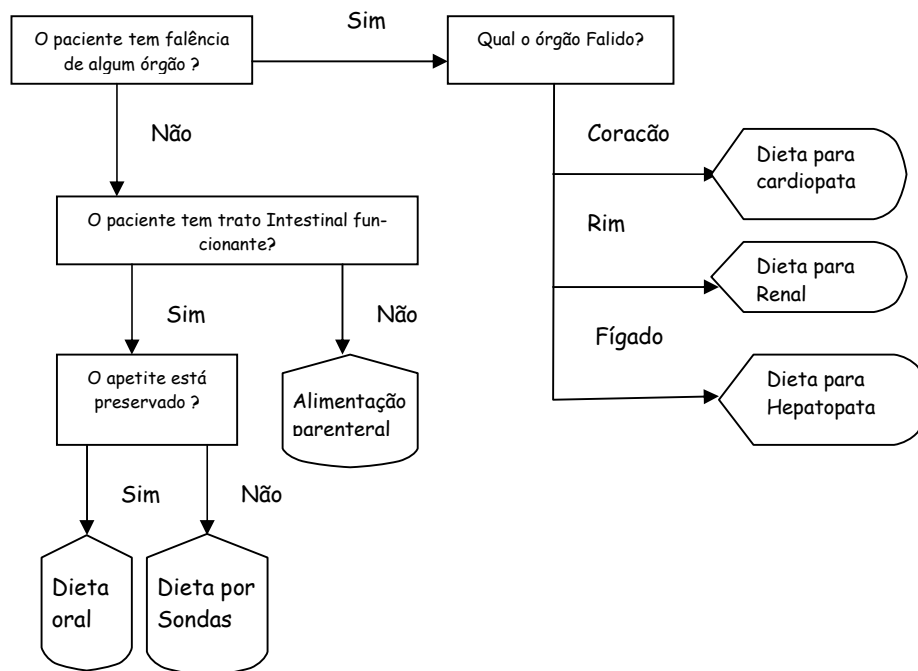 Sim
O paciente tem falência
de algum órgão ?
Qual o órgão Falido?
Não
Coração
Dieta para
cardiopata
O paciente tem trato Intestinal fun-
cionante?
Rim
Dieta para
Renal
Sim
Não
Fígado
O apetite está
preservado ?
Alimentação
parenteral
Dieta para
Hepatopata
Sim
Não
Dieta
oral
Dieta por
Sondas